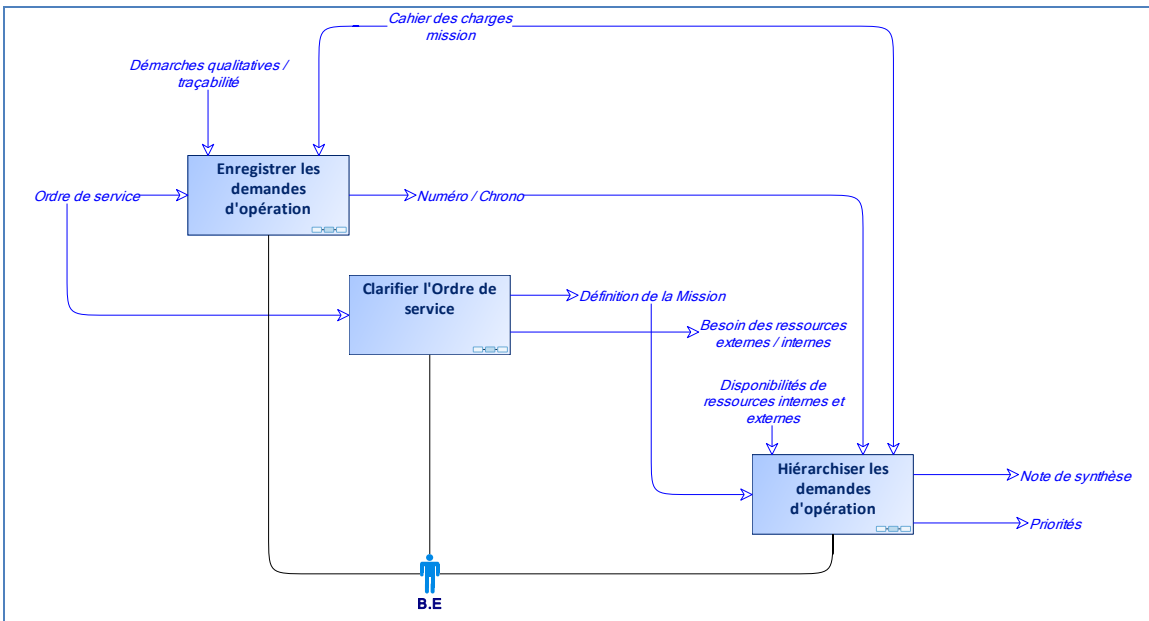 Cahier des charges
mission
Démarches qualitatives /
traçabilité
Enregistrer les
demandes
d'opération
Ordre de service
Numéro / Chrono
Clarifier l'Ordre de
service
Définition de la Mission
Besoin des ressources
externes / internes
Disponibilités de
ressources internes et
externes
Hiérarchiser les
demandes
d'opération
Note de synthèse
Priorités
B.E